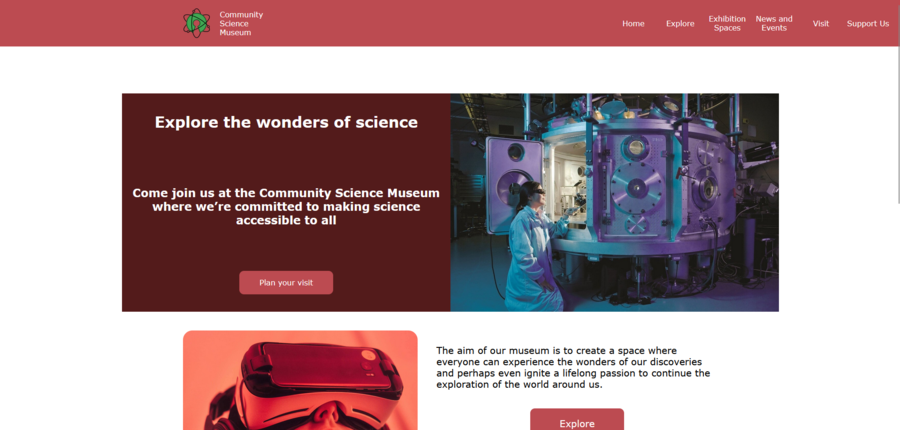 Community
Science
Museum
Home
Explore
Exhibition
Spaces
News and
Events
Visit
Support Us
Explore the wonders of science
Come join us at the Community Science Museum
where we’re committed to making science
accessible to all
Plan your visit
The aim of our museum is to create a space where
everyone can experience the wonders of our discoveries
and perhaps even ignite a lifelong passion to continue the
exploration of the world around us.
Explore